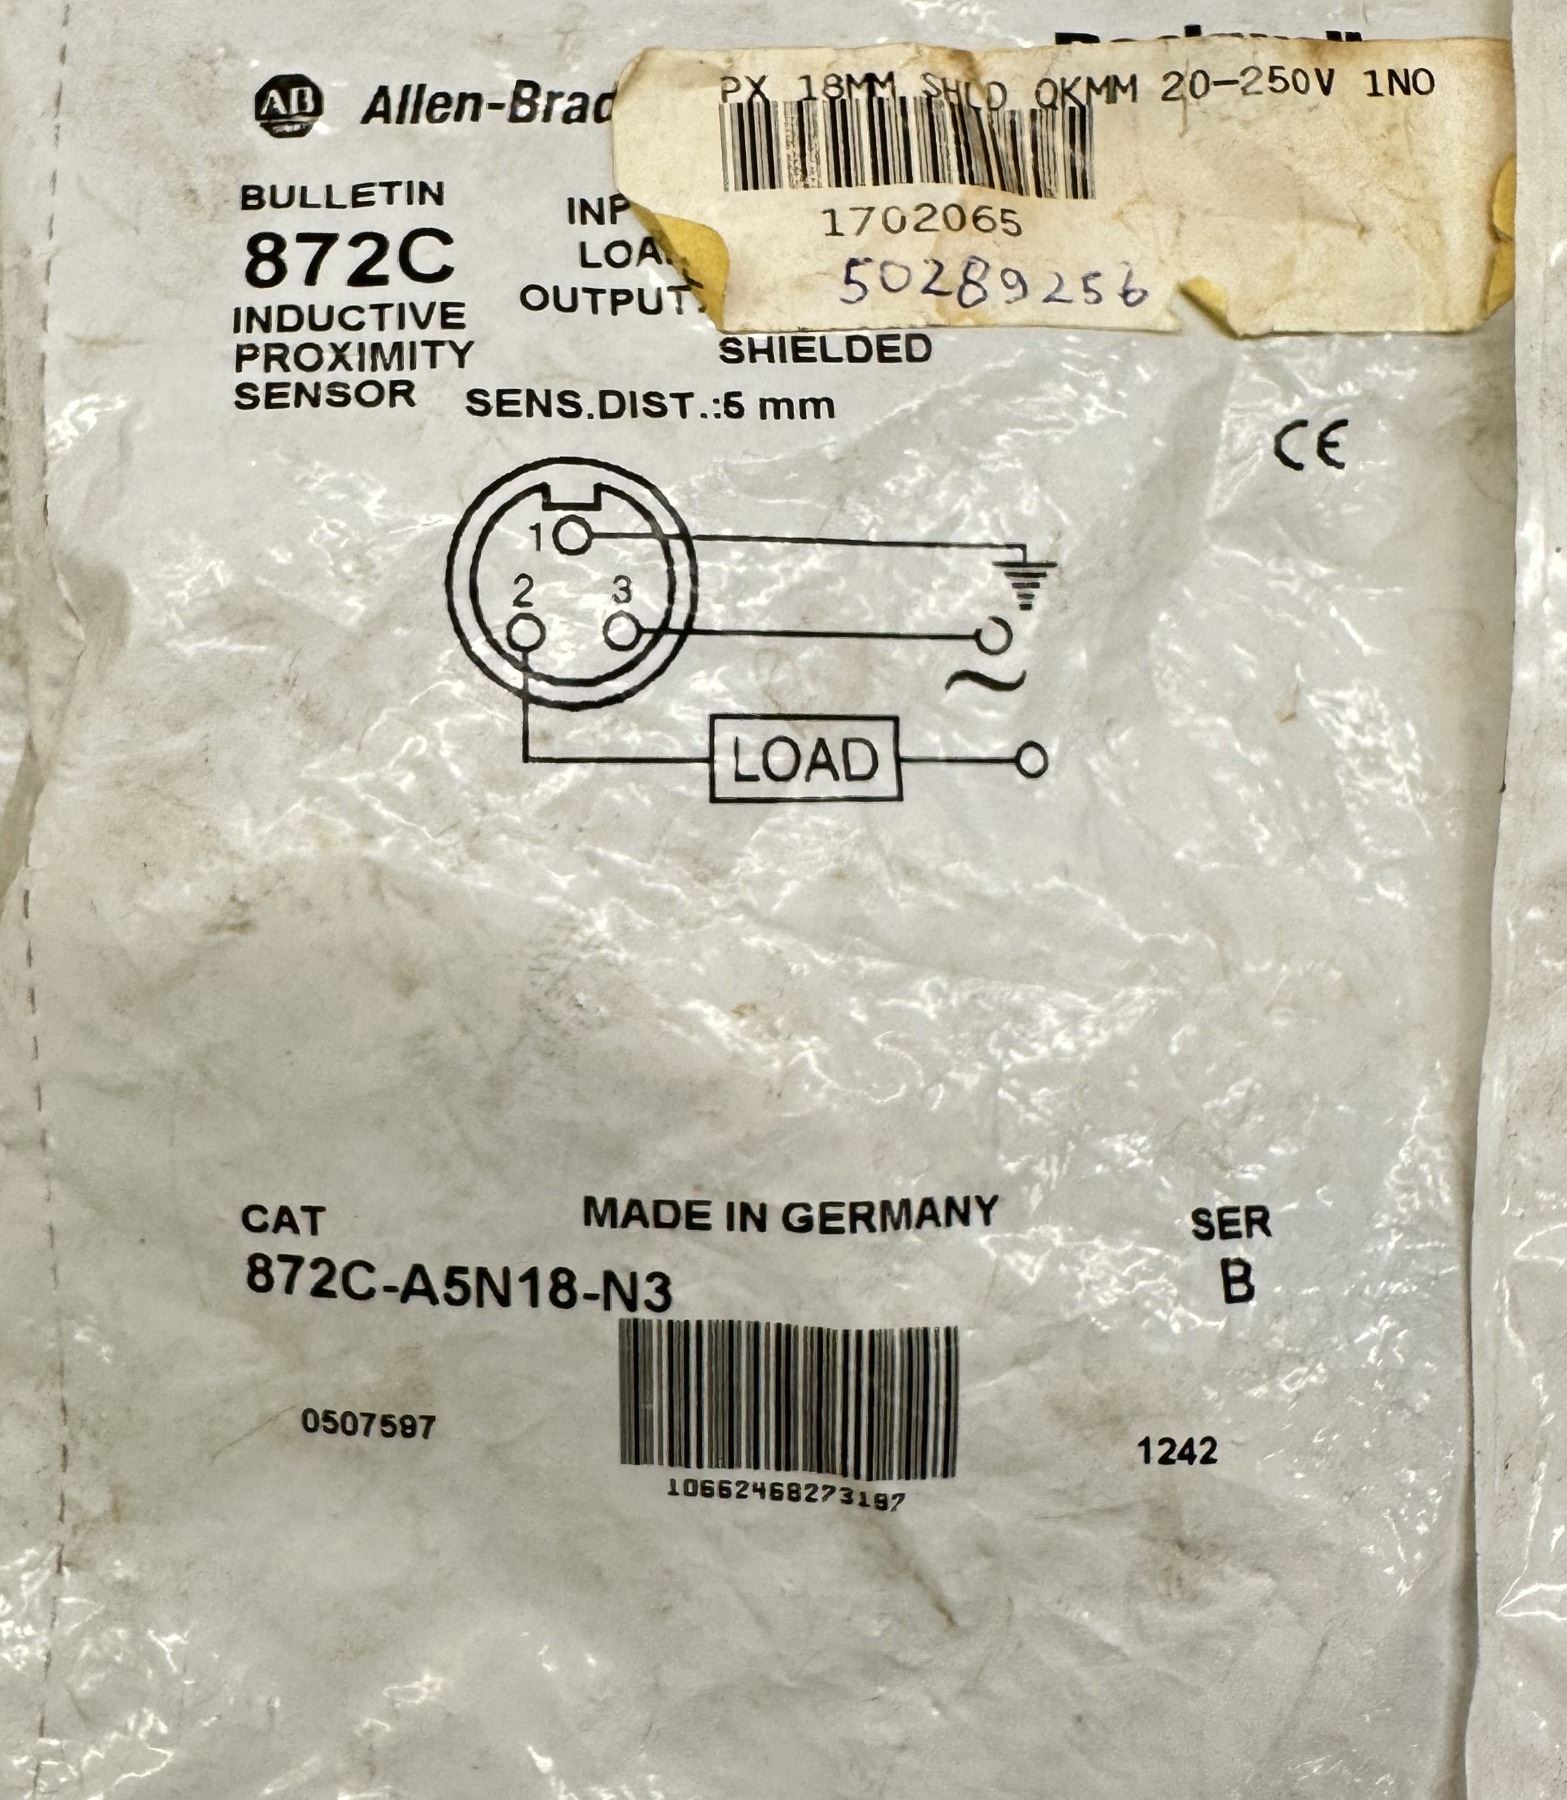 AB Allen-Brad
PX 18MM SHLD QKMM 20-250V 1NO
1702065
50289256
BULLETIN
872C
INDUCTIVE
PROXIMITY
SENSOR
INP
LOA
OUTPUT:
SHIELDED
SENS.DIST.:5 mm
CE
1
2 3
~
LOAD
CAT
872C-A5N18-N3
MADE IN GERMANY
SER
B
0507597
10662468273197
1242